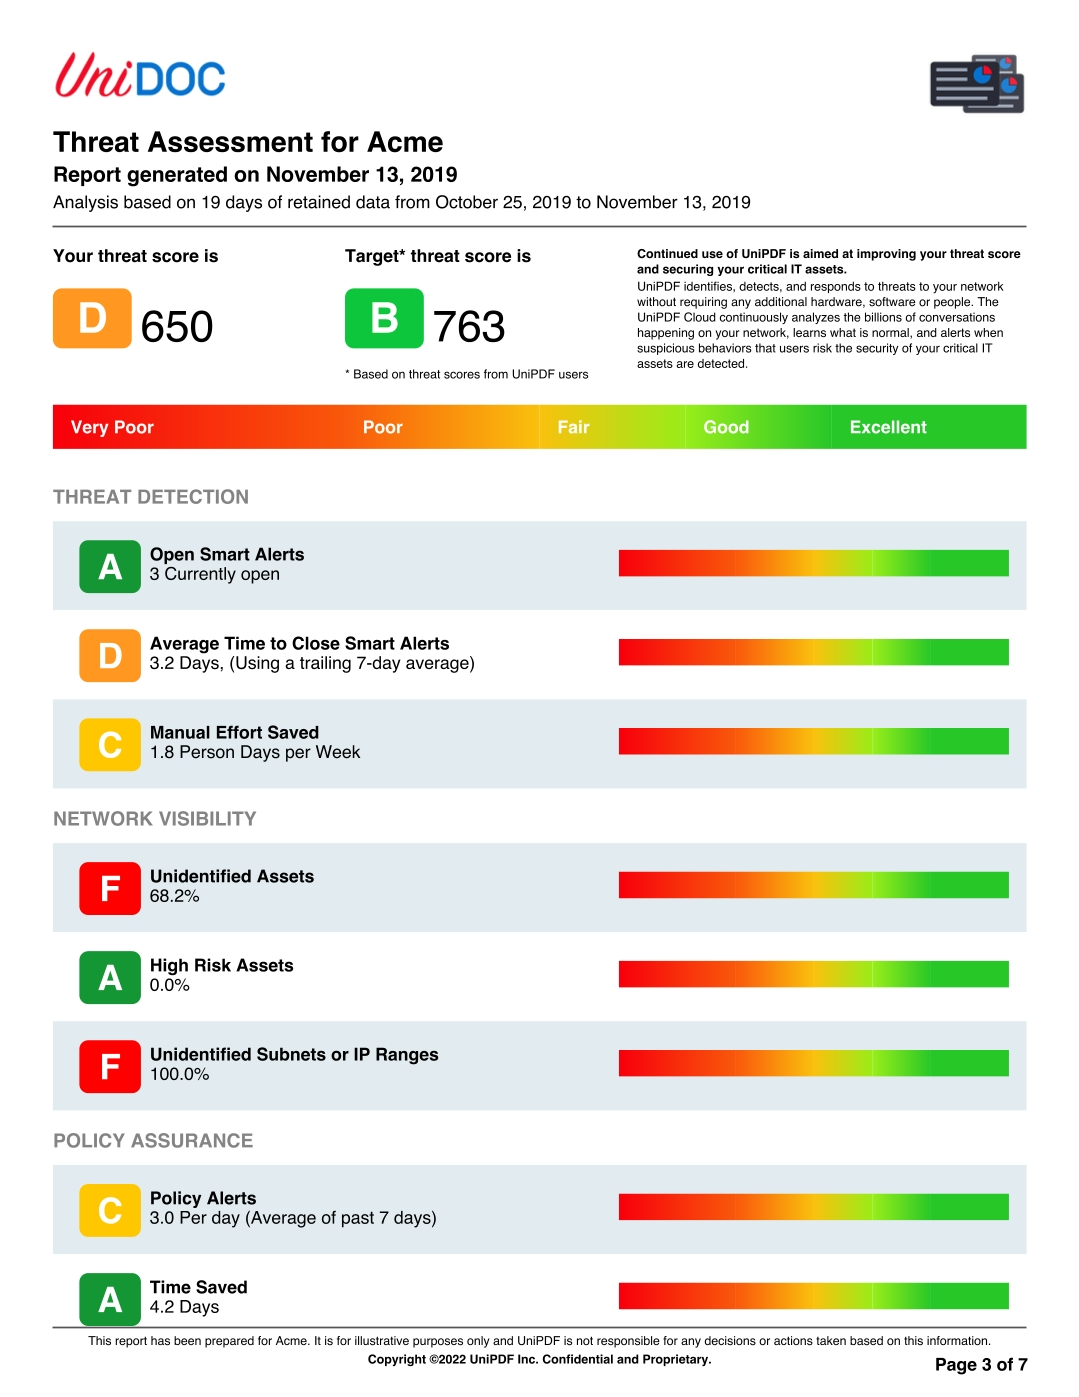 UniDOC
Threat Assessment for Acme
Report generated on November 13, 2019
Analysis based on 19 days of retained data from October 25, 2019 to November 13, 2019
Your threat score is
D 650
Target* threat score is
B 763
* Based on threat scores from UniPDF users
Continued use of UniPDF is aimed at improving your threat score
and securing your critical IT assets.
UniPDF identifies, detects, and responds to threats to your network
without requiring any additional hardware, software or people. The
UniPDF Cloud continuously analyzes the billions of conversations
happening on your network, learns what is normal, and alerts when
suspicious behaviors that users risk the security of your critical IT
assets are detected.
Very Poor Poor Fair Good Excellent
THREAT DETECTION
A
Open Smart Alerts
3 Currently open
D
Average Time to Close Smart Alerts
3.2 Days, (Using a trailing 7-day average)
C
Manual Effort Saved
1.8 Person Days per Week
NETWORK VISIBILITY
F
Unidentified Assets
68.2%
A
High Risk Assets
0.0%
F
Unidentified Subnets or IP Ranges
100.0%
POLICY ASSURANCE
C
Policy Alerts
3.0 Per day (Average of past 7 days)
A
Time Saved
4.2 Days
This report has been prepared for Acme. It is for illustrative purposes only and UniPDF is not responsible for any decisions or actions taken based on this information.
Copyright ©2022 UniPDF Inc. Confidential and Proprietary.
Page 3 of 7